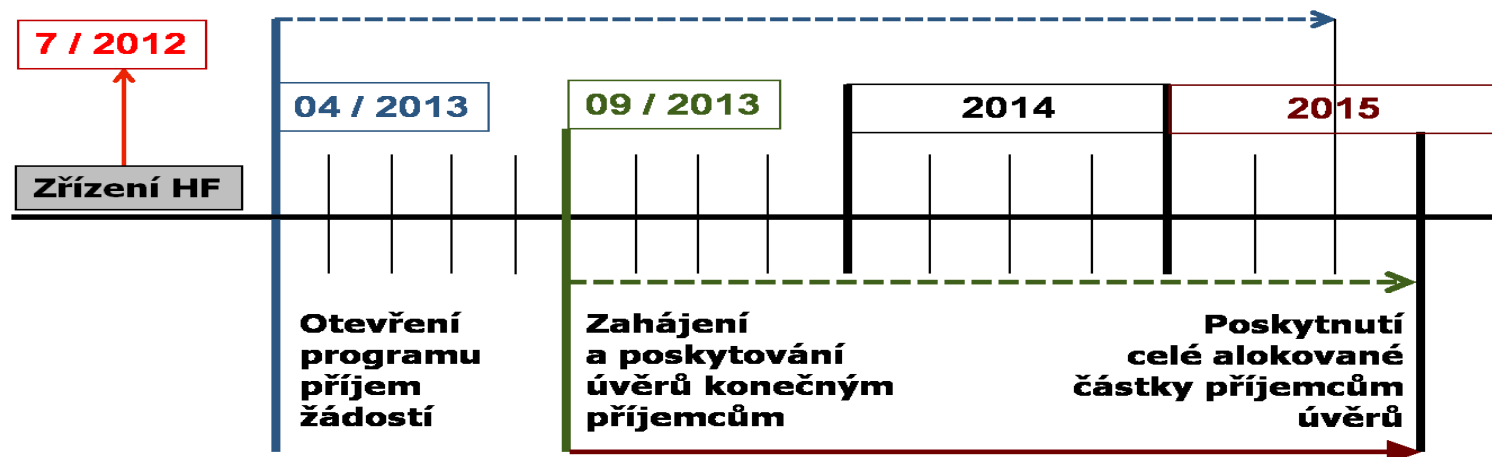 7 / 2012
04 / 2013
09 / 2013
2014
2015
Zřízení HF
Otevření
programu
příjem
žádostí
Zahájení
a poskytování
úvěrů konečným
příjemcům
Poskytnutí
celé alokované
částky příjemcům
úvěrů